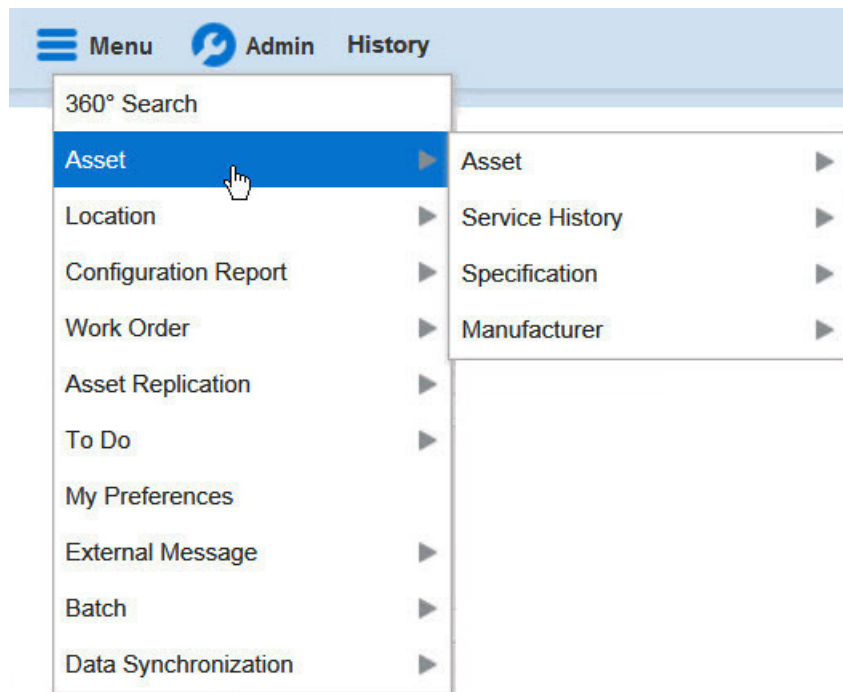 Menu Admin History
360° Search
Asset
Location
Configuration Report
Work Order
Asset Replication
To Do
My Preferences
External Message
Batch
Data Synchronization
Asset
Service History
Specification
Manufacturer